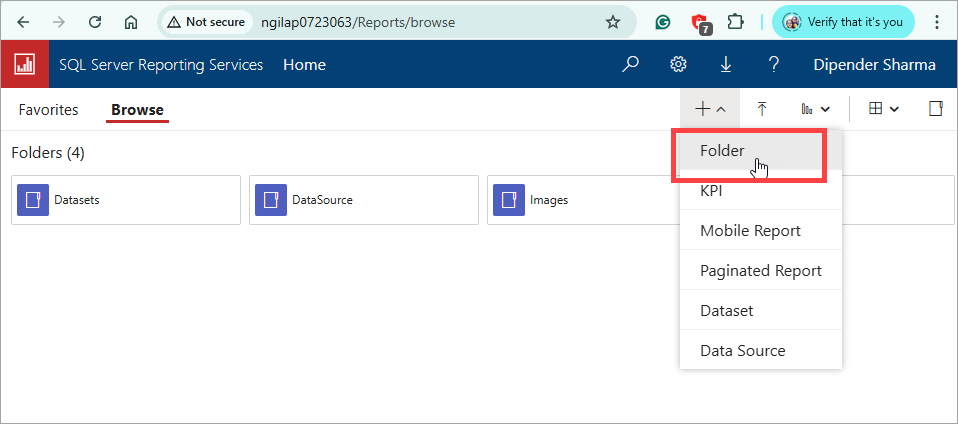 Not secure ngilap0723063/Reports/browse 7 Verify that it's you
SQL Server Reporting Services Home ? Dipender Sharma
Favorites Browse
Folders (4)
Folder
Datasets DataSource Images
KPI
Mobile Report
Paginated Report
Dataset
Data Source